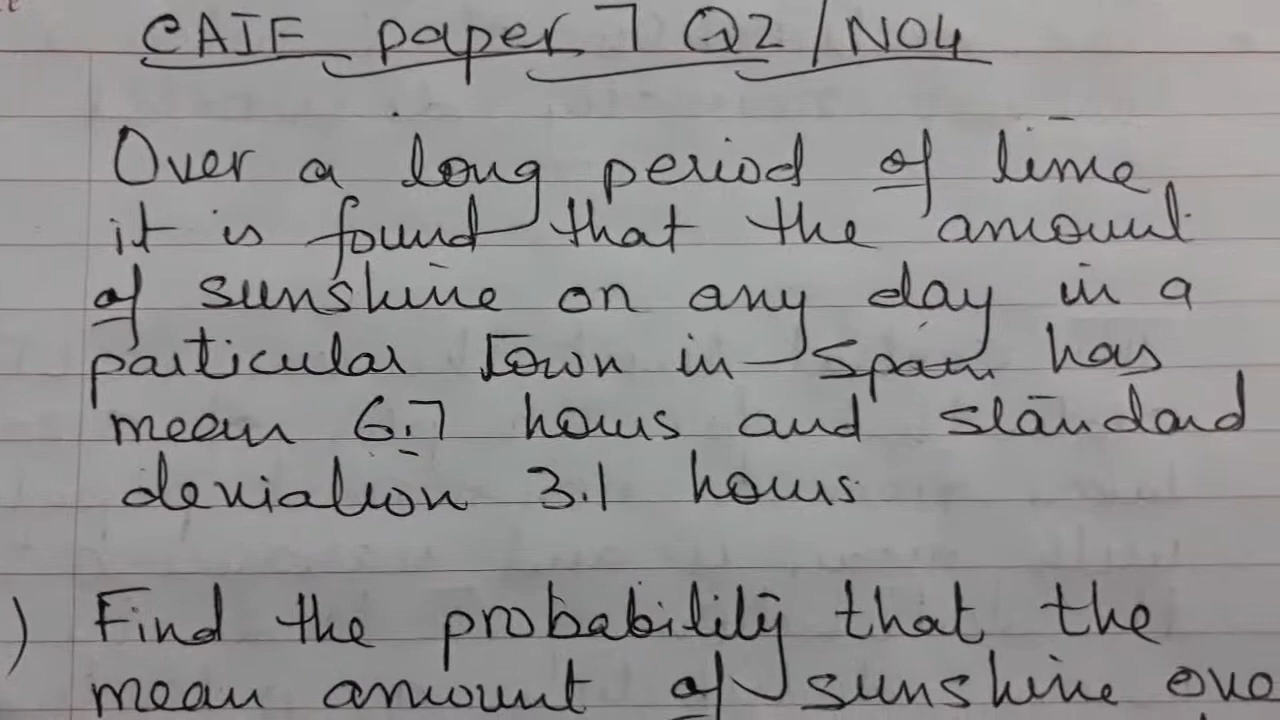 CAIE paper 7 Q2/N04
Over a long period of time
it is found that the amount
of sunshine on any day in a
particular town in Spain has
mean 6.7 hours and standard
deviation 3.1 hours
) Find the probability that the
mean amount of sunshine